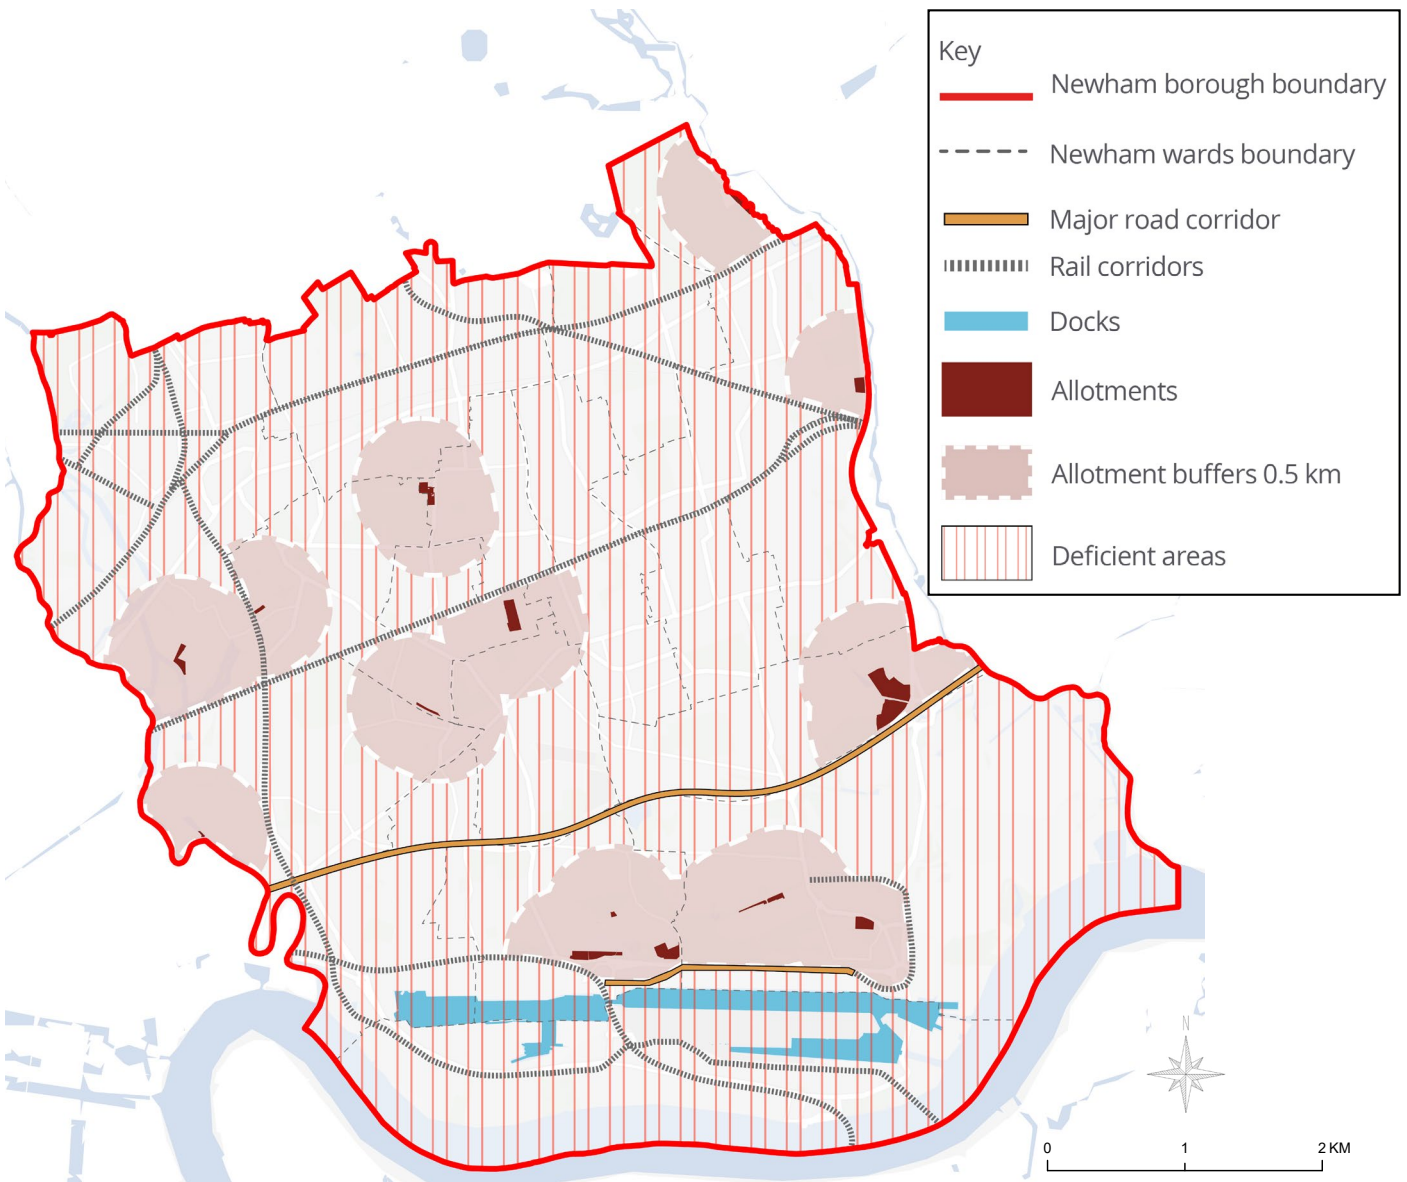 Key
Newham borough boundary
Newham wards boundary
Major road corridor
Rail corridors
Docks
Allotments
Allotment buffers 0.5 km
Deficient areas
N
0 1 2 KM